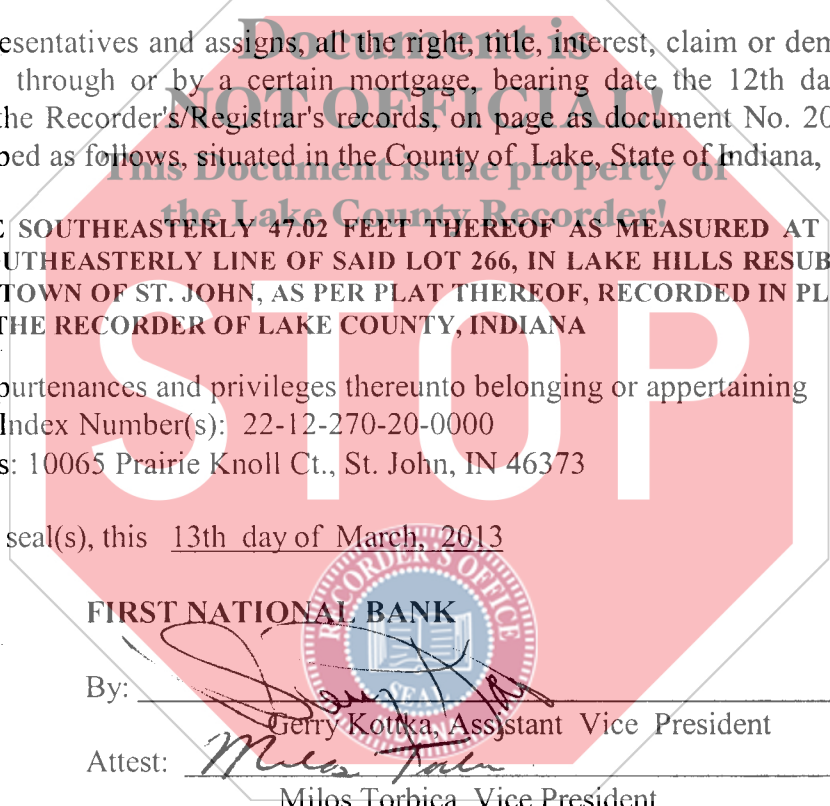 Document is
esentatives and assigns, all the right, title, interest, claim or den
through or by a certain mortgage, bearing date the 12th da
NOT OFFICIAL!
the Recorder's/Registrar's records, on page as document No. 20
bed as follows, situated in the County of Lake, State of Indiana,
This Document is the property of
the Lake County Recorder!
E SOUTHEASTERLY 47.02 FEET THEREOF AS MEASURED AT
UTHEASTERLY LINE OF SAID LOT 266, IN LAKE HILLS RESUB
TOWN OF ST. JOHN, AS PER PLAT THEREOF, RECORDED IN PL
THE RECORDER OF LAKE COUNTY, INDIANA
STOP
purtenances and privileges thereunto belonging or appertaining
Index Number(s): 22-12-270-20-0000
s: 10065 Prairie Knoll Ct., St. John, IN 46373
seal(s), this 13th day of March, 2013
RECORDER'S OFFICE
FIRST NATIONAL BANK
By:
SEAL
Gerry Kottka, Assistant Vice President
INDIANA
Attest: Milos Torbica
Milos Torbica Vice President